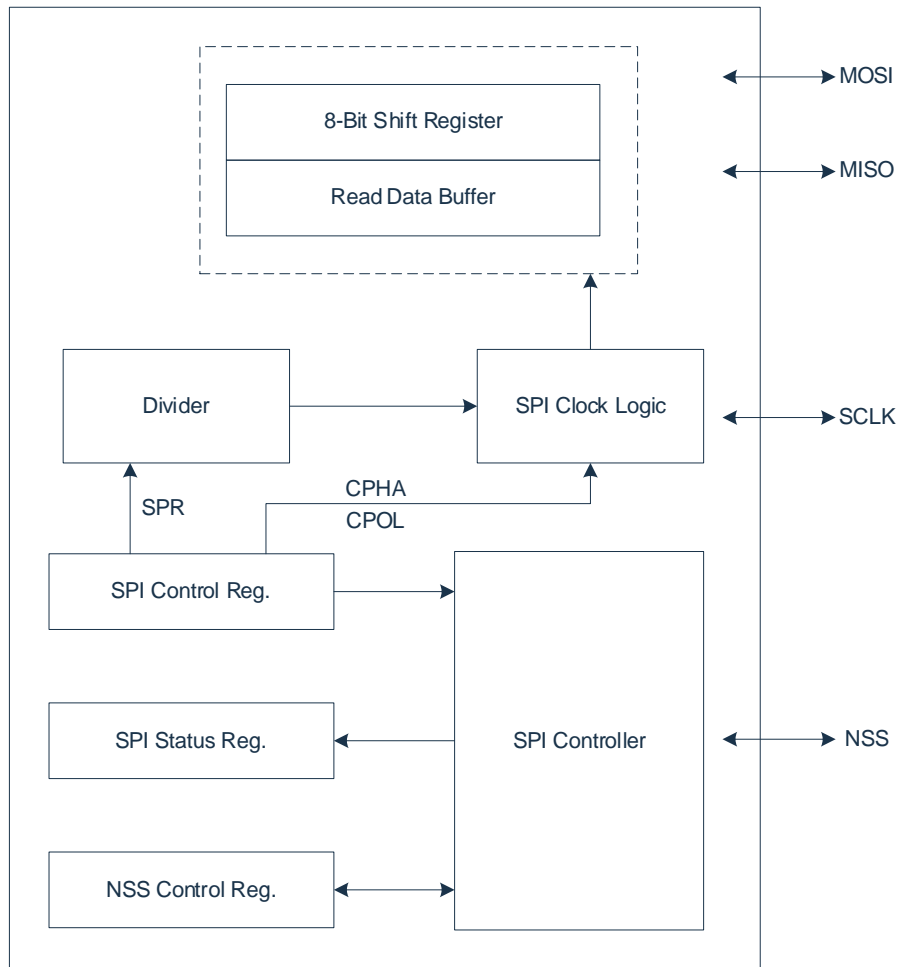 MOSI
8-Bit Shift Register
MISO
Read Data Buffer
Divider
SPI Clock Logic
SCLK
CPHA
SPR
CPOL
SPI Control Reg.
SPI Status Reg.
SPI Controller
NSS
NSS Control Reg.